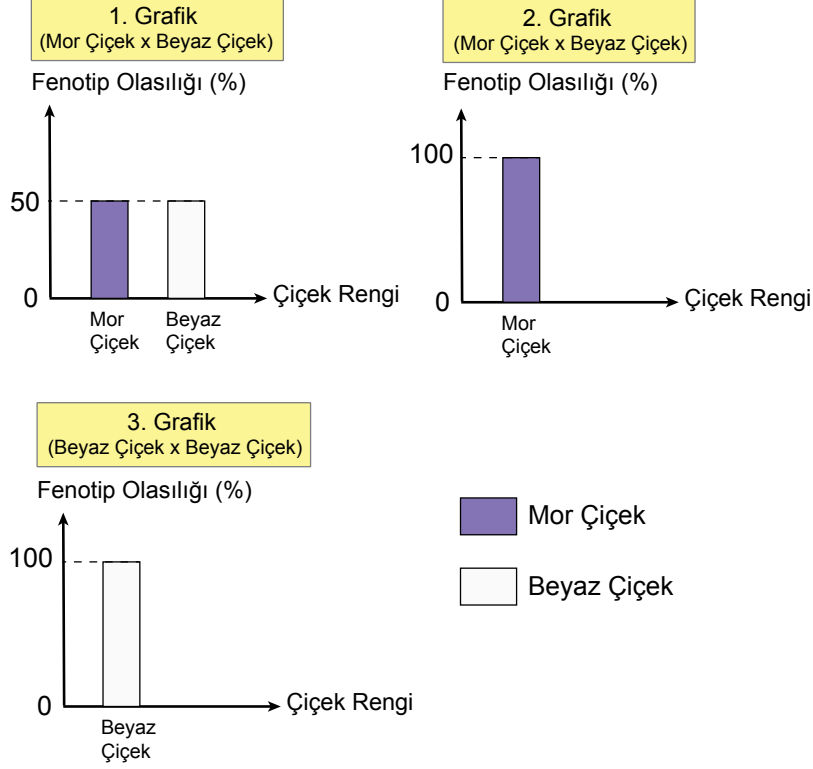 1. Grafik
(Mor Çiçek x Beyaz Çiçek)
Fenotip Olasılığı (%)
50
0
Çiçek Rengi
Mor
Çiçek
Beyaz
Çiçek
2. Grafik
(Mor Çiçek x Beyaz Çiçek)
Fenotip Olasılığı (%)
100
0
Çiçek Rengi
Mor
Çiçek
3. Grafik
(Beyaz Çiçek x Beyaz Çiçek)
Fenotip Olasılığı (%)
100
0
Çiçek Rengi
Beyaz
Çiçek
Mor Çiçek
Beyaz Çiçek